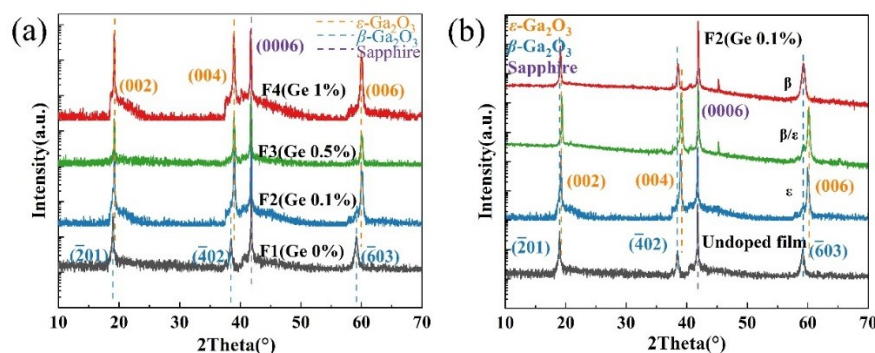 (a)
ε-Ga₂O₃
β-Ga₂O₃
Sapphire
(002)
(004)
(0006)
(006)
F4(Ge 1%)
F3(Ge 0.5%)
F2(Ge 0.1%)
F1(Ge 0%)
(2̅01)
(4̅02)
(6̅03)
Intensity(a.u.)
10 20 30 40 50 60 70
2Theta(°)
(b)
ε-Ga₂O₃
β-Ga₂O₃
Sapphire
F2(Ge 0.1%)
β
(0006)
β/ε
(002)
(004)
(006)
ε
Undoped film
(2̅01)
(4̅02)
(6̅03)
Intensity(a.u.)
10 20 30 40 50 60 70
2Theta(°)